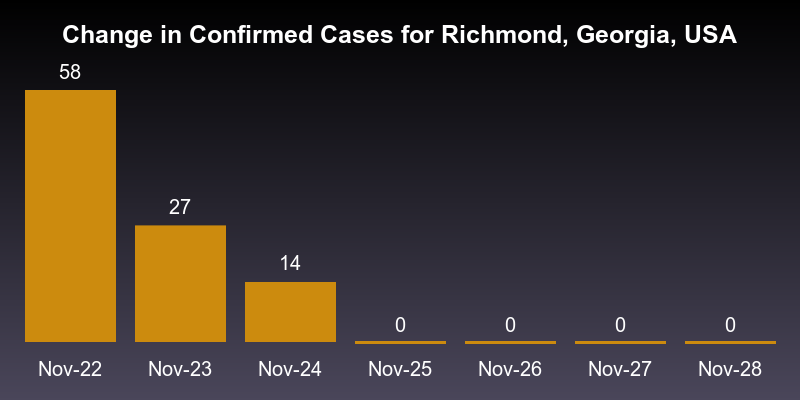 Change in Confirmed Cases for Richmond, Georgia, USA
58
27
14
0
0
0
0
Nov-22
Nov-23
Nov-24
Nov-25
Nov-26
Nov-27
Nov-28